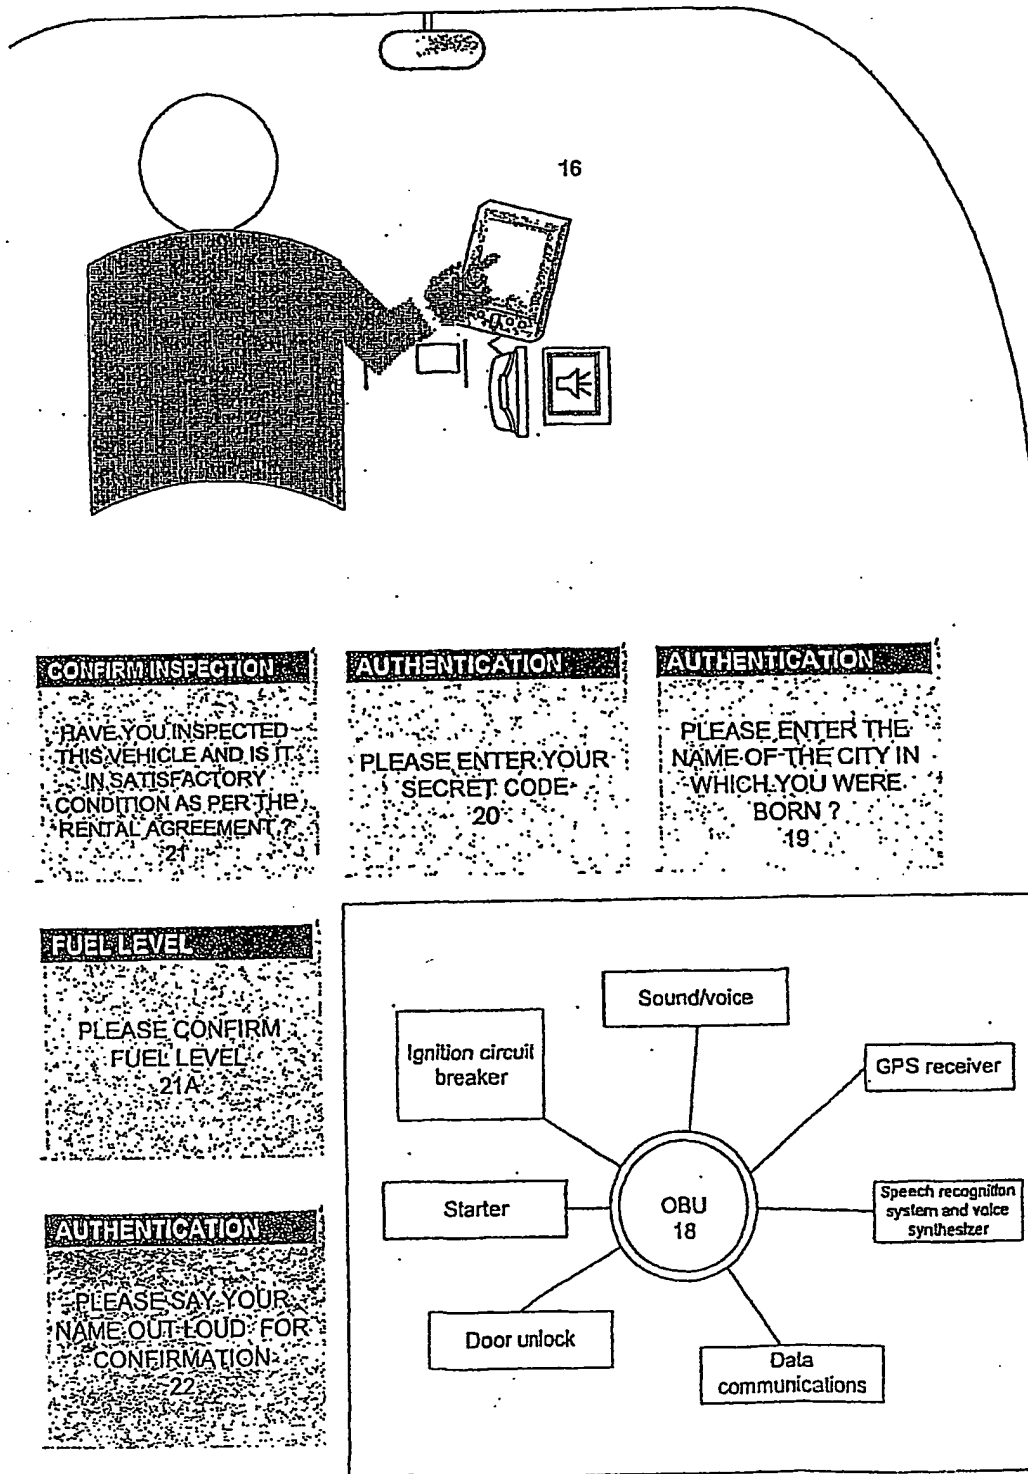 16
CONFIRM INSPECTION
HAVE YOU INSPECTED
THIS VEHICLE AND IS IT
IN SATISFACTORY
CONDITION AS PER THE
RENTAL AGREEMENT ?
21
AUTHENTICATION
PLEASE ENTER YOUR
SECRET CODE
20
AUTHENTICATION
PLEASE ENTER THE
NAME OF THE CITY IN
WHICH YOU WERE
BORN ?
19
FUEL LEVEL
PLEASE CONFIRM
FUEL LEVEL
21A
AUTHENTICATION
PLEASE SAY YOUR
NAME OUT LOUD FOR
CONFIRMATION
22
Sound/voice
Ignition circuit
breaker
GPS receiver
Starter
OBU
18
Speech recognition
system and voice
synthesizer
Door unlock
Data
communications